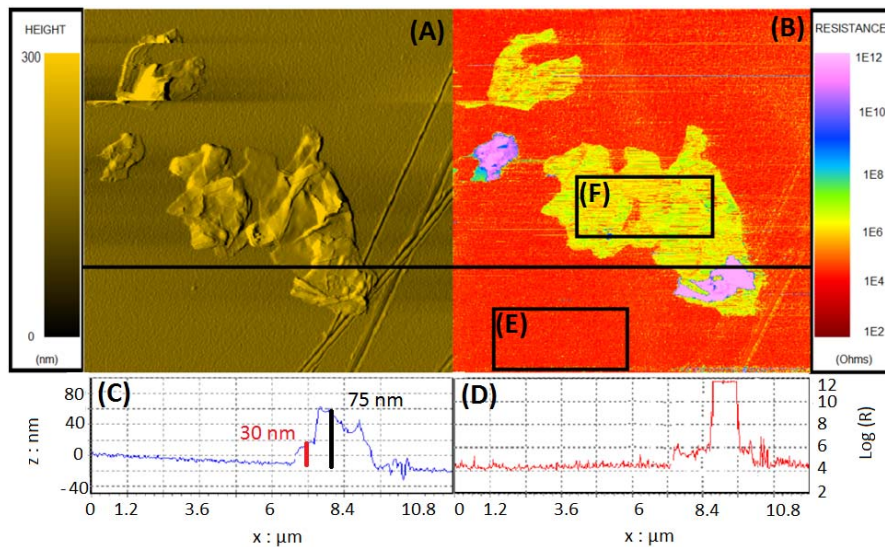 HEIGHT
300
0
(nm)
(A)
(B)
(F)
(E)
RESISTANCE
1E12
1E10
1E8
1E6
1E4
1E2
(Ohms)
(C)
80
40
0
-40
z : nm
30 nm
75 nm
0 1.2 3.6 6 8.4 10.8
x : µm
(D)
12
10
8
6
4
2
Log (R)
0 1.2 3.6 6 8.4 10.8
x : µm